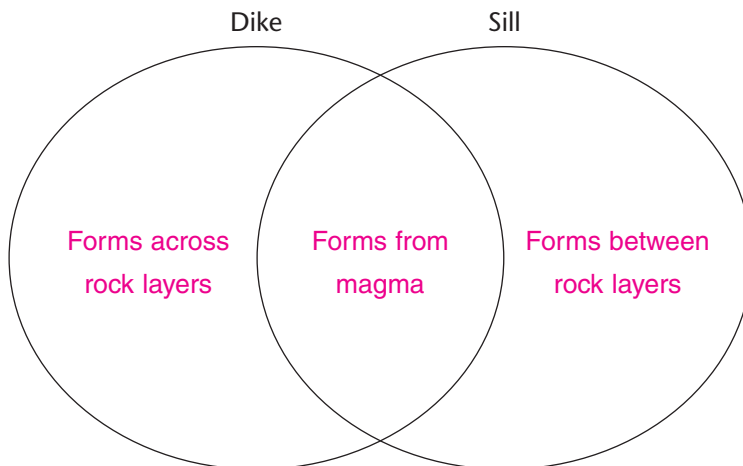 Dike
Sill
Forms across
rock layers
Forms from
magma
Forms between
rock layers